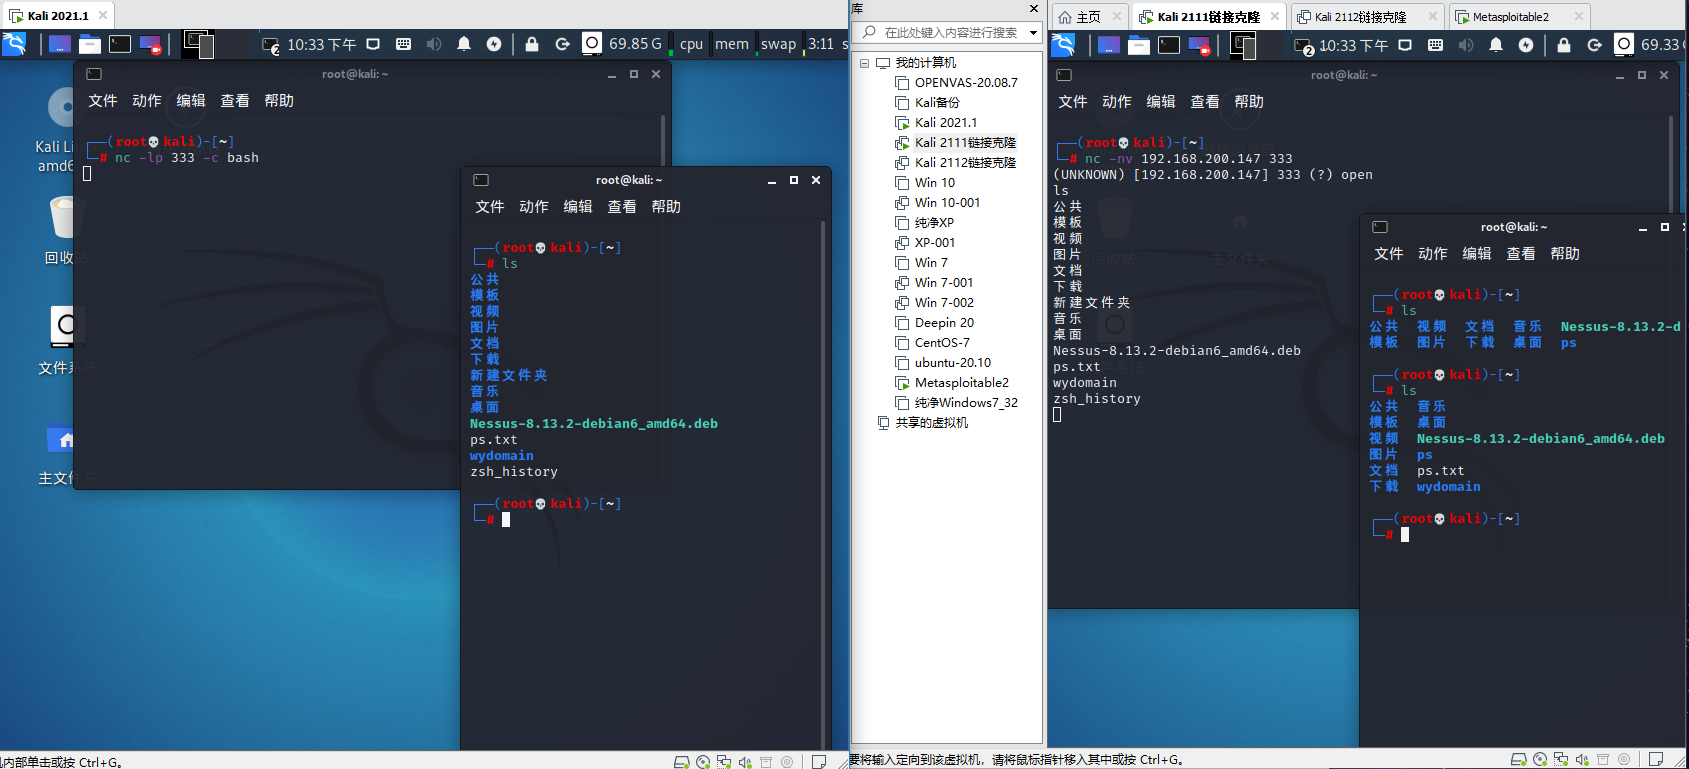 Kali 2021.1
10:33 下午
69.85 G
cpu
mem
swap
3:11
root@kali: ~
文件 动作 编辑 查看 帮助
(root💀kali)-[~]
# nc -lp 333 -c bash
回收站
文件系统
主文件夹
root@kali: ~
文件 动作 编辑 查看 帮助
(root💀kali)-[~]
# ls
公共
模板
视频
图片
文档
下载
新建文件夹
音乐
桌面
Nessus-8.13.2-debian6_amd64.deb
ps.txt
wydomain
zsh_history
(root💀kali)-[~]
#
内部单击或按 Ctrl+G。
库
在此处键入内容进行搜索
我的计算机
OPENVAS-20.08.7
Kali备份
Kali 2021.1
Kali 2111链接克隆
Kali 2112链接克隆
Win 10
Win 10-001
纯净XP
XP-001
Win 7
Win 7-001
Win 7-002
Deepin 20
CentOS-7
ubuntu-20.10
Metasploitable2
纯净Windows7_32
共享的虚拟机
主页
Kali 2111链接克隆
Kali 2112链接克隆
Metasploitable2
10:33 下午
69.33
root@kali: ~
文件 动作 编辑 查看 帮助
(root💀kali)-[~]
# nc -nv 192.168.200.147 333
(UNKNOWN) [192.168.200.147] 333 (?) open
ls
公共
模板
视频
图片
文档
下载
新建文件夹
音乐
桌面
Nessus-8.13.2-debian6_amd64.deb
ps.txt
wydomain
zsh_history
root@kali: ~
文件 动作 编辑 查看 帮助
(root💀kali)-[~]
# ls
公共 视频 文档 音乐 Nessus-8.13.2-d
模板 图片 下载 桌面 ps
(root💀kali)-[~]
# ls
公共 音乐
模板 桌面
视频 Nessus-8.13.2-debian6_amd64.deb
图片 ps
文档 ps.txt
下载 wydomain
(root💀kali)-[~]
#
要将输入定向到该虚拟机，请将鼠标指针移入其中或按 Ctrl+G。